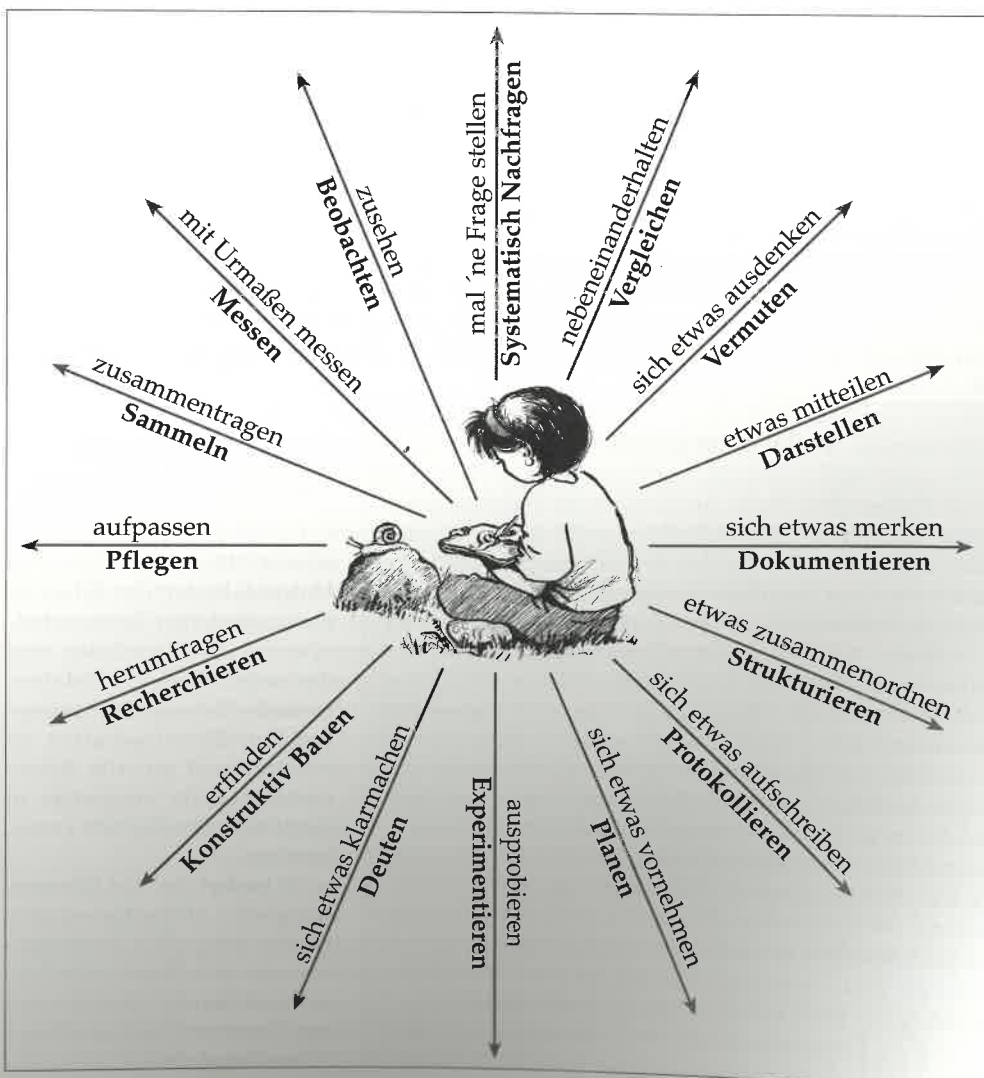 mal ´ne Frage stellen
Systematisch Nachfragen
nebeneinanderhalten
Vergleichen
sich etwas ausdenken
Vermuten
etwas mitteilen
Darstellen
sich etwas merken
Dokumentieren
etwas zusammenordnen
Strukturieren
sich etwas aufschreiben
Protokollieren
sich etwas vornehmen
Planen
ausprobieren
Experimentieren
sich etwas klarmachen
Deuten
erfinden
Konstruktiv Bauen
herumfragen
Recherchieren
aufpassen
Pflegen
zusammentragen
Sammeln
mit Urmaßen messen
Messen
zusehen
Beobachten